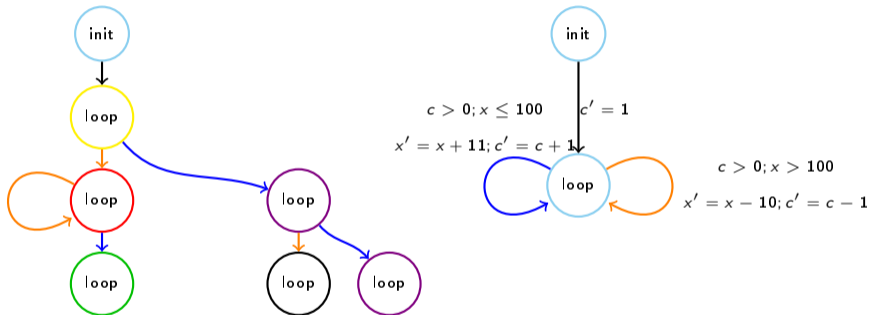 init
loop
loop
loop
loop
loop
loop
init
c > 0; x ≤ 100
c′ = 1
x′ = x + 11; c′ = c + 1
loop
c > 0; x > 100
x′ = x − 10; c′ = c − 1